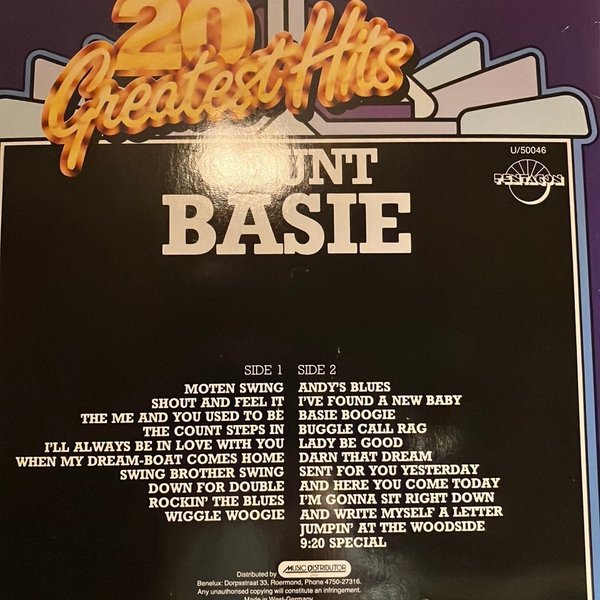 20
Greatest Hits
U/50046
PENTAGON
COUNT
BASIE
SIDE 1
MOTEN SWING
SHOUT AND FEEL IT
THE ME AND YOU USED TO BE
THE COUNT STEPS IN
I'LL ALWAYS BE IN LOVE WITH YOU
WHEN MY DREAM-BOAT COMES HOME
SWING BROTHER SWING
DOWN FOR DOUBLE
ROCKIN' THE BLUES
WIGGLE WOOGIE
SIDE 2
ANDY'S BLUES
I'VE FOUND A NEW BABY
BASIE BOOGIE
BUGGLE CALL RAG
LADY BE GOOD
DARN THAT DREAM
SENT FOR YOU YESTERDAY
AND HERE YOU COME TODAY
I'M GONNA SIT RIGHT DOWN
AND WRITE MYSELF A LETTER
JUMPIN' AT THE WOODSIDE
9:20 SPECIAL
Distributed by MUSIC DISTRIBUTOR
Benelux: Dorpsstraat 33, Roermond, Phone 4750-27316.
Any unauthorised copying will constitute an infringement.
Made in West-Germany